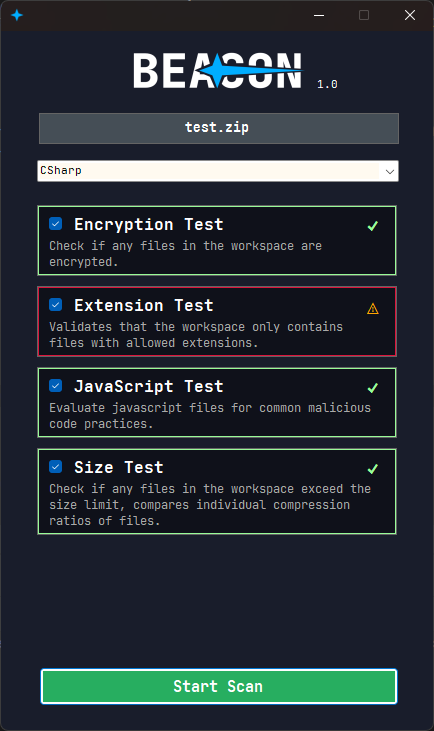 BEACON 1.0
test.zip
CSharp
Encryption Test
Check if any files in the workspace are
encrypted.
Extension Test
Validates that the workspace only contains
files with allowed extensions.
JavaScript Test
Evaluate javascript files for common malicious
code practices.
Size Test
Check if any files in the workspace exceed the
size limit, compares individual compression
ratios of files.
Start Scan